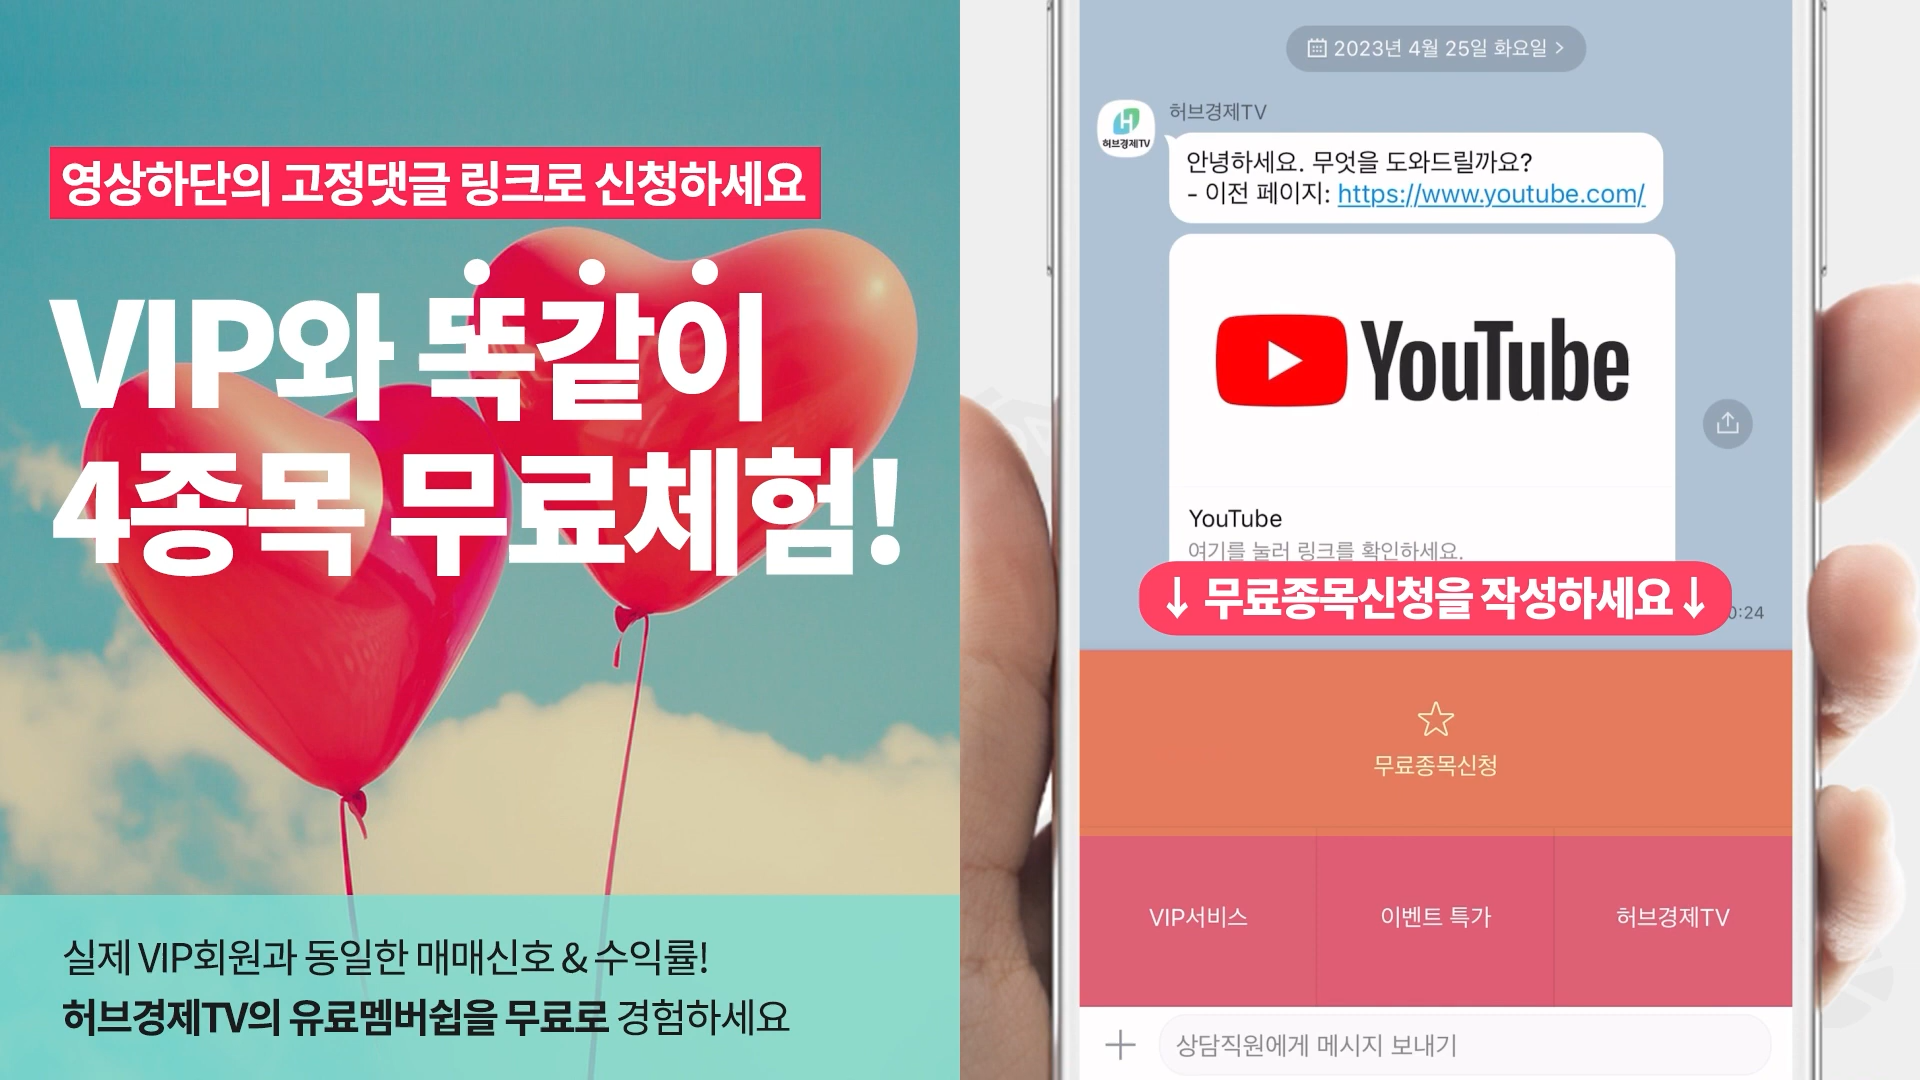 영상하단의 고정댓글 링크로 신청하세요
VIP와 똑같이
4종목 무료체험!
실제 VIP회원과 동일한 매매신호 & 수익률!
허브경제TV의 유료멤버쉽을 무료로 경험하세요
2023년 4월 25일 화요일 >
허브경제TV
허브경제TV
안녕하세요. 무엇을 도와드릴까요?
- 이전 페이지: https://www.youtube.com/
YouTube
YouTube
여기를 눌러 링크를 확인하세요.
↓ 무료종목신청을 작성하세요 ↓
0:24
무료종목신청
VIP서비스
이벤트 특가
허브경제TV
상담직원에게 메시지 보내기